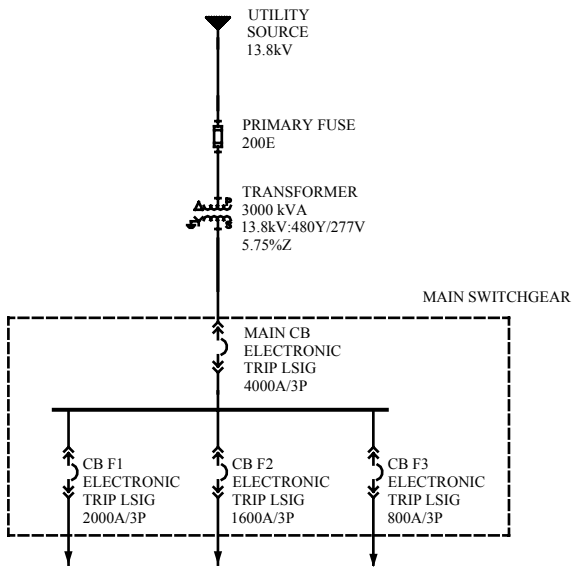 UTILITY
SOURCE
13.8kV
PRIMARY FUSE
200E
TRANSFORMER
3000 kVA
13.8kV:480Y/277V
5.75%Z
P
S
MAIN SWITCHGEAR
MAIN CB
ELECTRONIC
TRIP LSIG
4000A/3P
CB F1
ELECTRONIC
TRIP LSIG
2000A/3P
CB F2
ELECTRONIC
TRIP LSIG
1600A/3P
CB F3
ELECTRONIC
TRIP LSIG
800A/3P